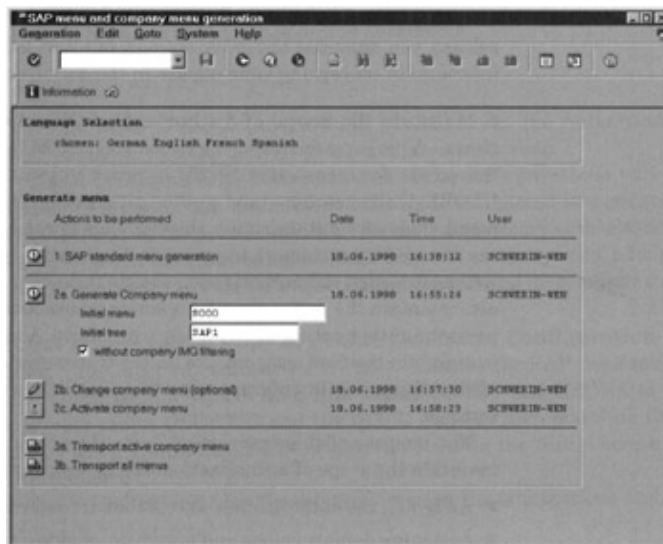 SAP menu and company menu generation
Generation Edit Goto System Help
Information
Language Selection
chosen: German English French Spanish
Generate menu
Actions to be performed Date Time User
1. SAP standard menu generation 18.06.1998 16:38:12 SCHWERIN-WEN
2a. Generate Company menu 18.06.1998 16:55:26 SCHWERIN-WEN
Initial menu S000
Initial tree SAP1
without company IMG filtering
2b. Change company menu (optional) 18.06.1998 16:57:30 SCHWERIN-WEN
2c. Activate company menu 18.06.1998 16:58:23 SCHWERIN-WEN
3a. Transport active company menu
3b. Transport all menus